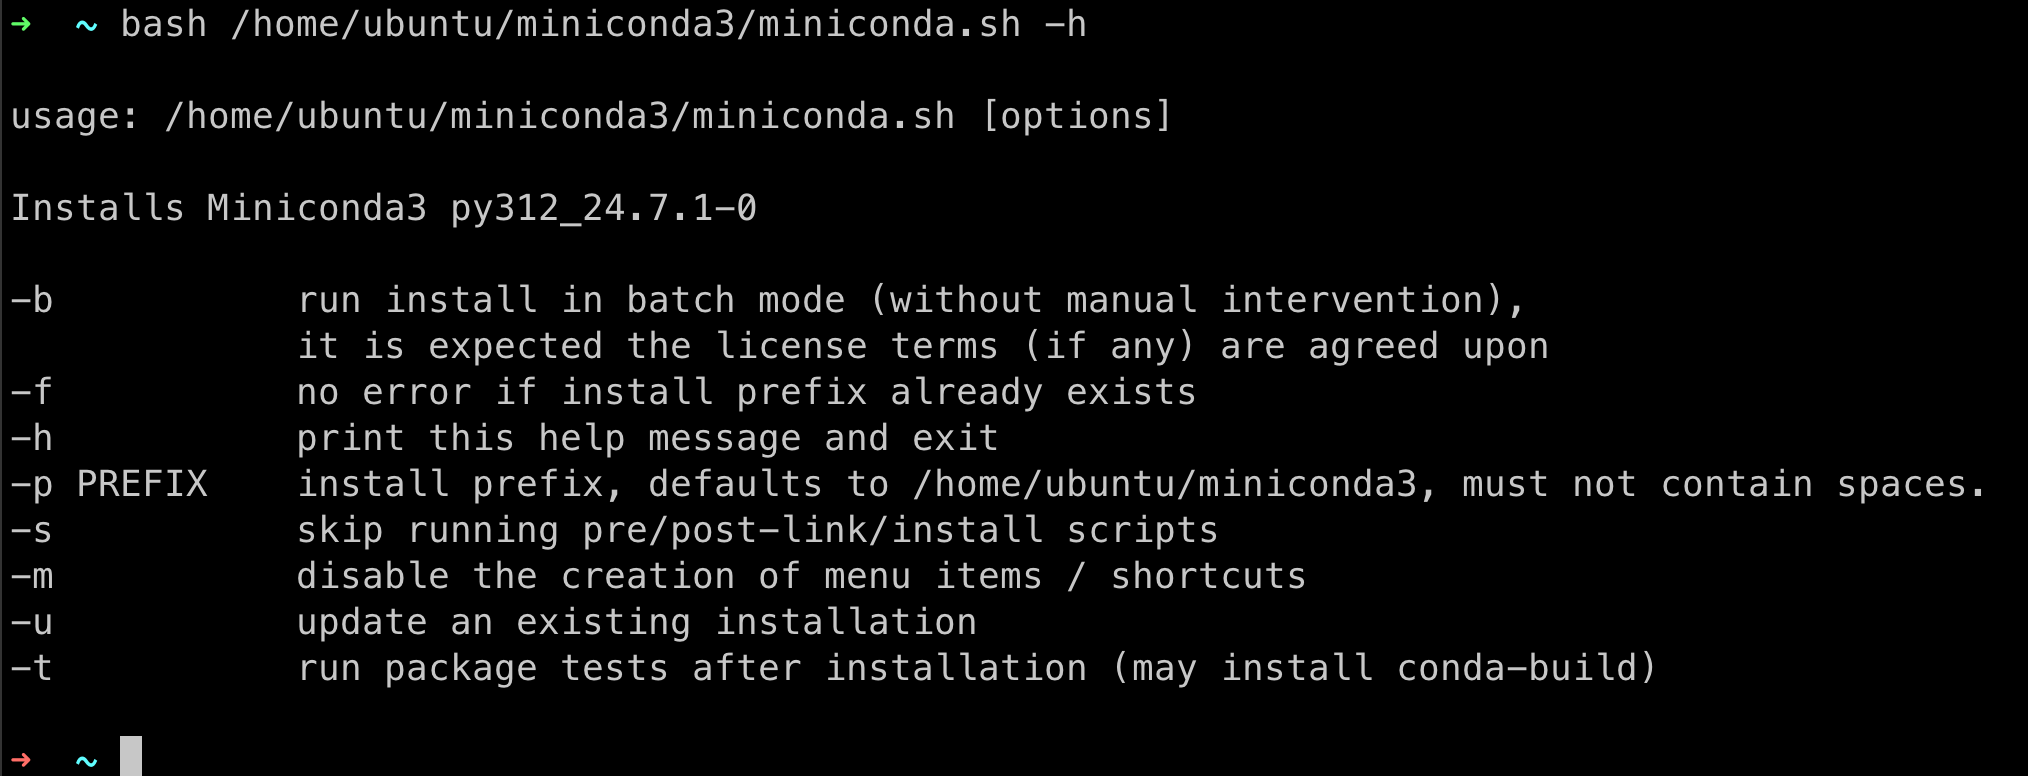 ➜  ~ bash /home/ubuntu/miniconda3/miniconda.sh -h
usage: /home/ubuntu/miniconda3/miniconda.sh [options]
Installs Miniconda3 py312_24.7.1-0
-b           run install in batch mode (without manual intervention),
             it is expected the license terms (if any) are agreed upon
-f           no error if install prefix already exists
-h           print this help message and exit
-p PREFIX    install prefix, defaults to /home/ubuntu/miniconda3, must not contain spaces.
-s           skip running pre/post-link/install scripts
-m           disable the creation of menu items / shortcuts
-u           update an existing installation
-t           run package tests after installation (may install conda-build)
➜  ~